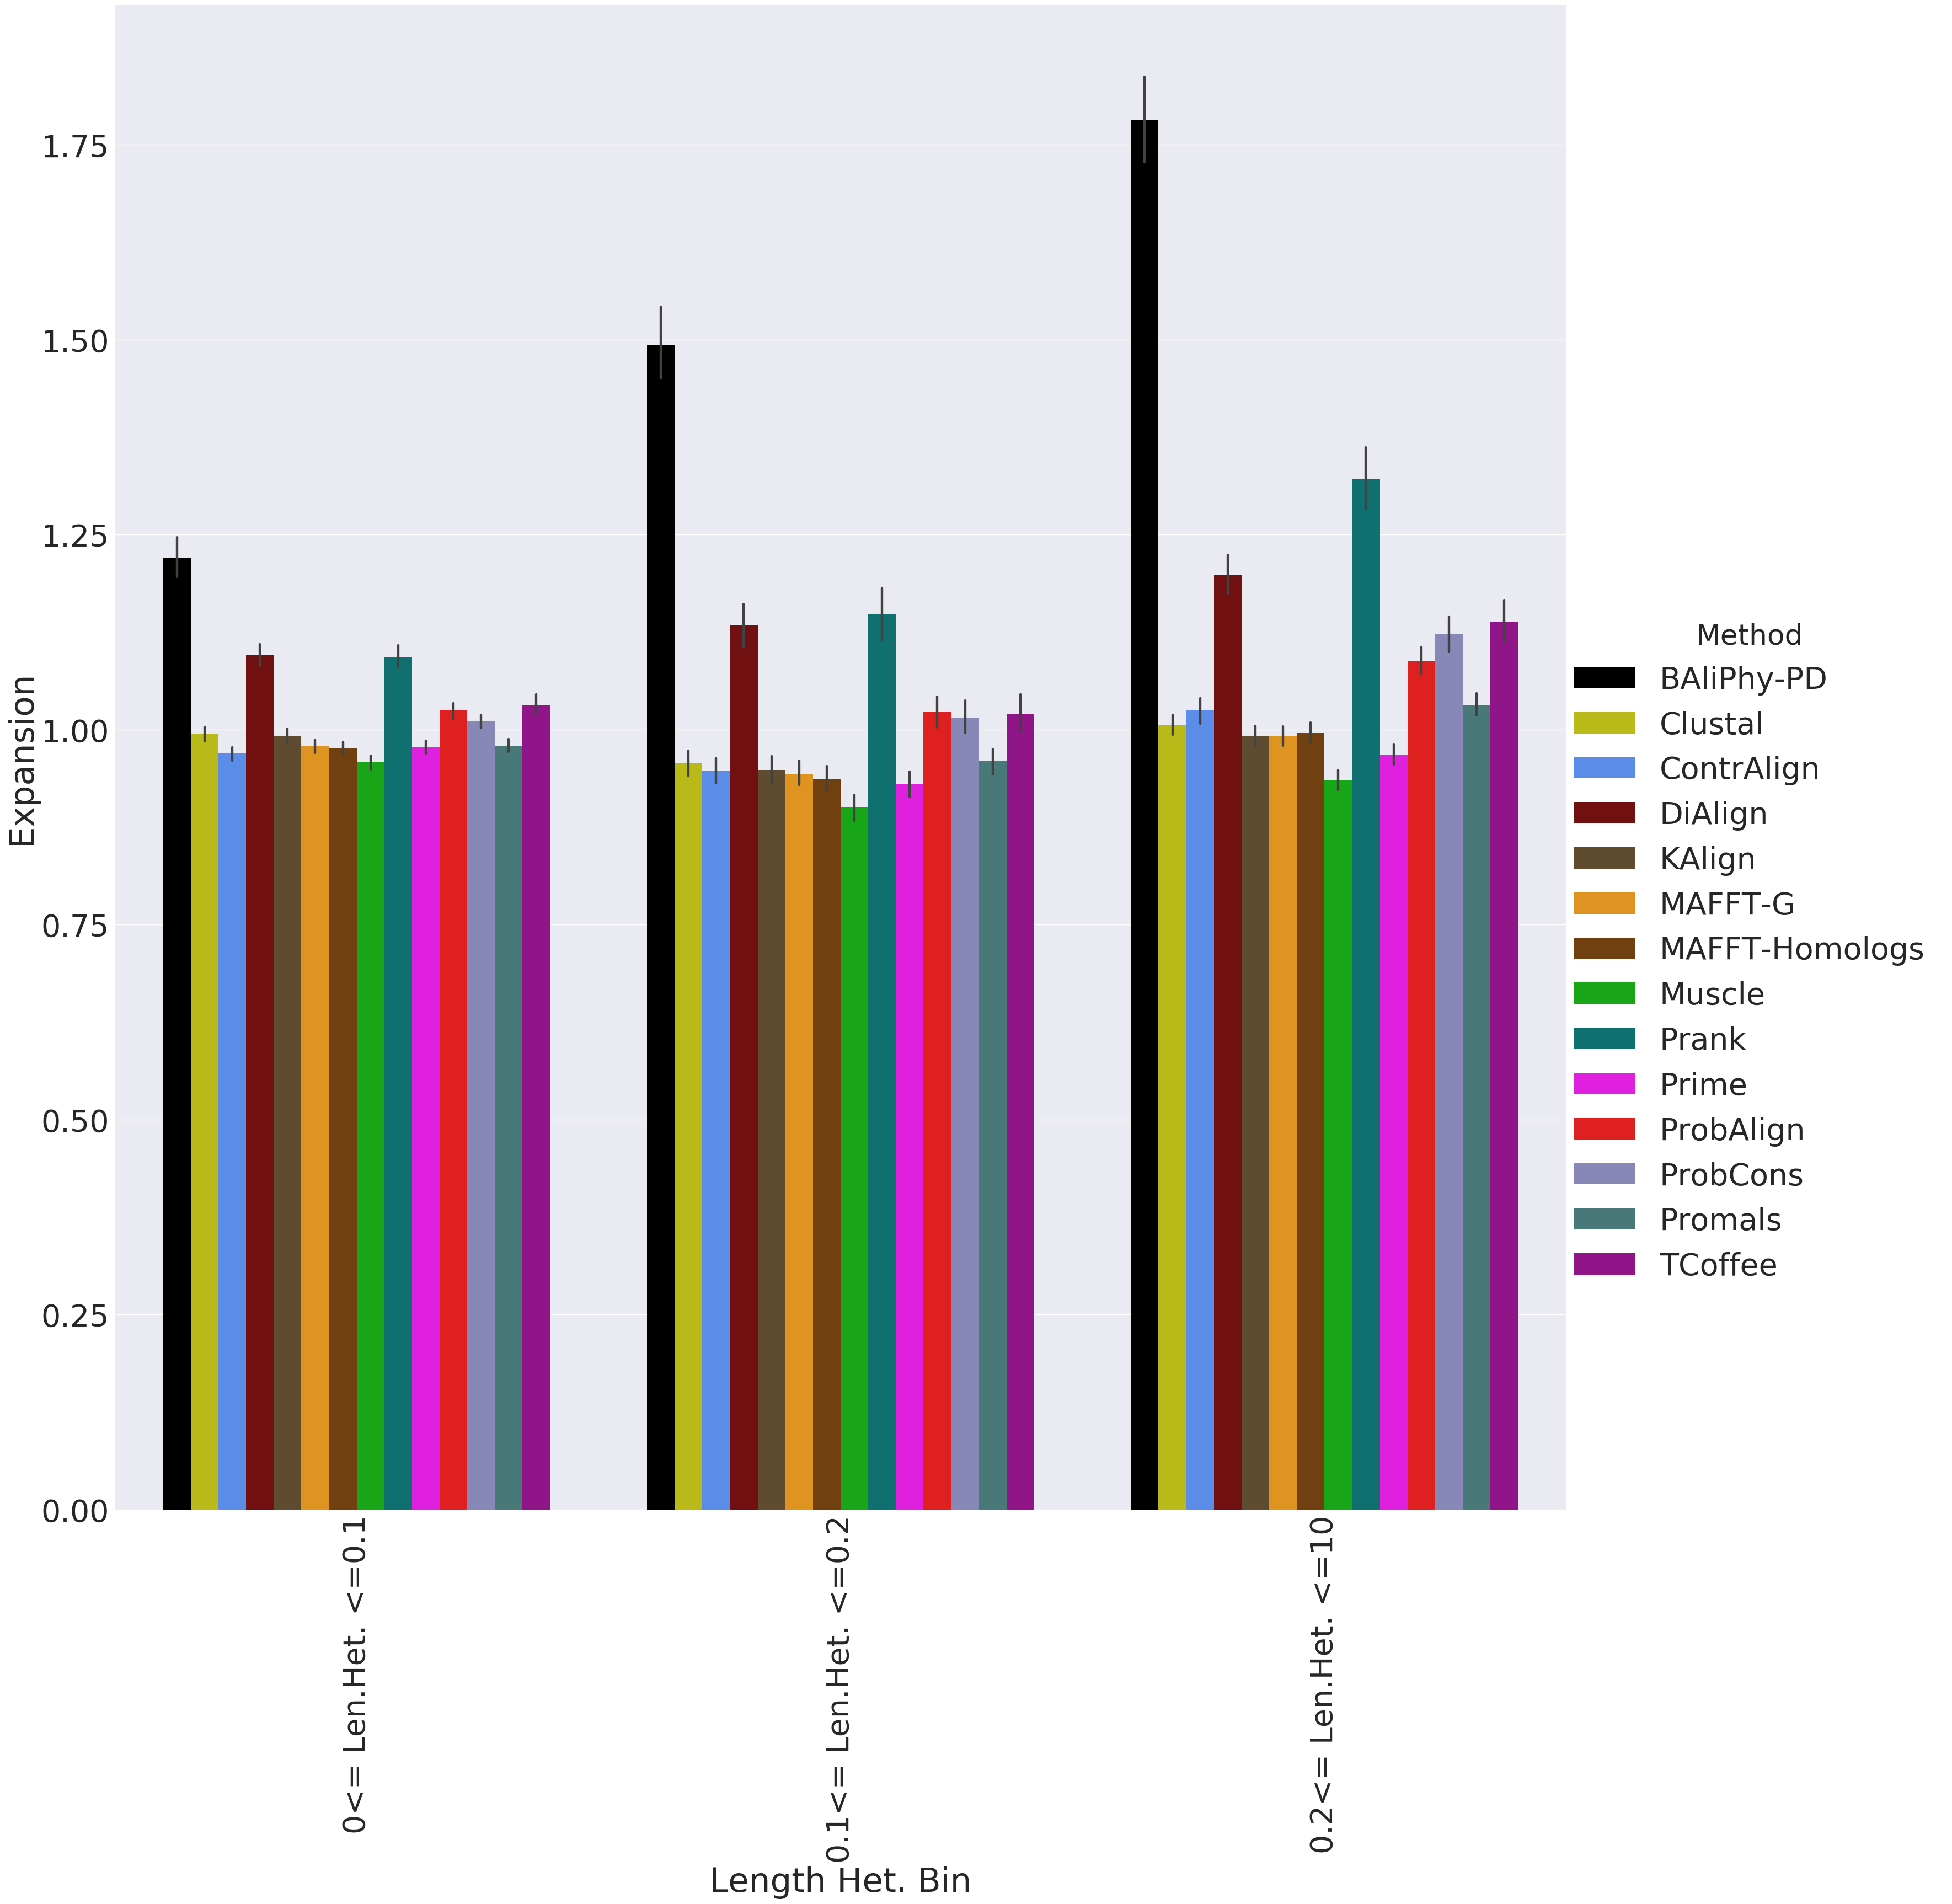 Expansion
1.75
1.50
1.25
1.00
0.75
0.50
0.25
0.00
0<= Len.Het. <=0.1
0.1<= Len.Het. <=0.2
0.2<= Len.Het. <=10
Length Het. Bin
Method
BAliPhy-PD
Clustal
ContrAlign
DiAlign
KAlign
MAFFT-G
MAFFT-Homologs
Muscle
Prank
Prime
ProbAlign
ProbCons
Promals
TCoffee